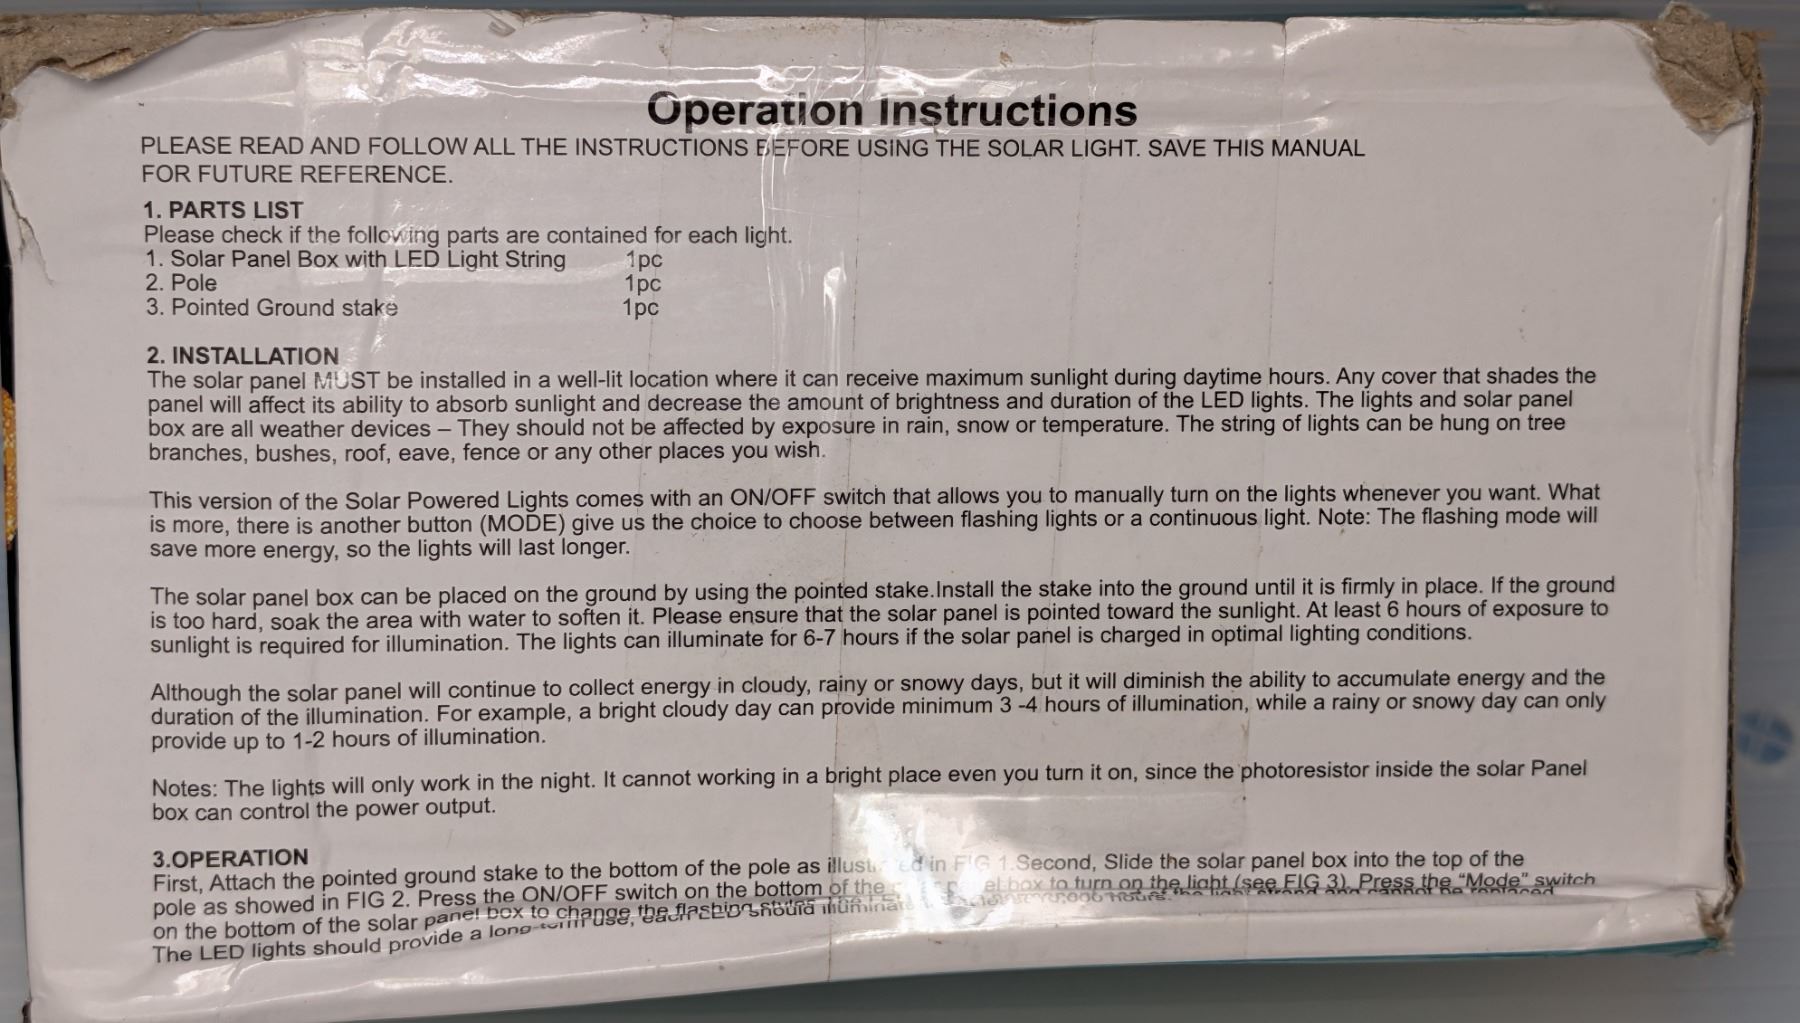 Operation Instructions
PLEASE READ AND FOLLOW ALL THE INSTRUCTIONS BEFORE USING THE SOLAR LIGHT. SAVE THIS MANUAL
FOR FUTURE REFERENCE.
1. PARTS LIST
Please check if the following parts are contained for each light.
1. Solar Panel Box with LED Light String 1pc
2. Pole 1pc
3. Pointed Ground stake 1pc
2. INSTALLATION
The solar panel MUST be installed in a well-lit location where it can receive maximum sunlight during daytime hours. Any cover that shades the
panel will affect its ability to absorb sunlight and decrease the amount of brightness and duration of the LED lights. The lights and solar panel
box are all weather devices – They should not be affected by exposure in rain, snow or temperature. The string of lights can be hung on tree
branches, bushes, roof, eave, fence or any other places you wish.
This version of the Solar Powered Lights comes with an ON/OFF switch that allows you to manually turn on the lights whenever you want. What
is more, there is another button (MODE) give us the choice to choose between flashing lights or a continuous light. Note: The flashing mode will
save more energy, so the lights will last longer.
The solar panel box can be placed on the ground by using the pointed stake.Install the stake into the ground until it is firmly in place. If the ground
is too hard, soak the area with water to soften it. Please ensure that the solar panel is pointed toward the sunlight. At least 6 hours of exposure to
sunlight is required for illumination. The lights can illuminate for 6-7 hours if the solar panel is charged in optimal lighting conditions.
Although the solar panel will continue to collect energy in cloudy, rainy or snowy days, but it will diminish the ability to accumulate energy and the
duration of the illumination. For example, a bright cloudy day can provide minimum 3 -4 hours of illumination, while a rainy or snowy day can only
provide up to 1-2 hours of illumination.
Notes: The lights will only work in the night. It cannot working in a bright place even you turn it on, since the photoresistor inside the solar Panel
box can control the power output.
3.OPERATION
First, Attach the pointed ground stake to the bottom of the pole as in FIG 1.Second, Slide the solar panel box into the top of the
pole as showed in FIG 2. Press the ON/OFF switch on the bottom of the box to turn on the light (see FIG 3). Press the “Mode” switch
on the bottom of the solar panel box to change the flashing
The LED lights should provide a long-term use, each LED should